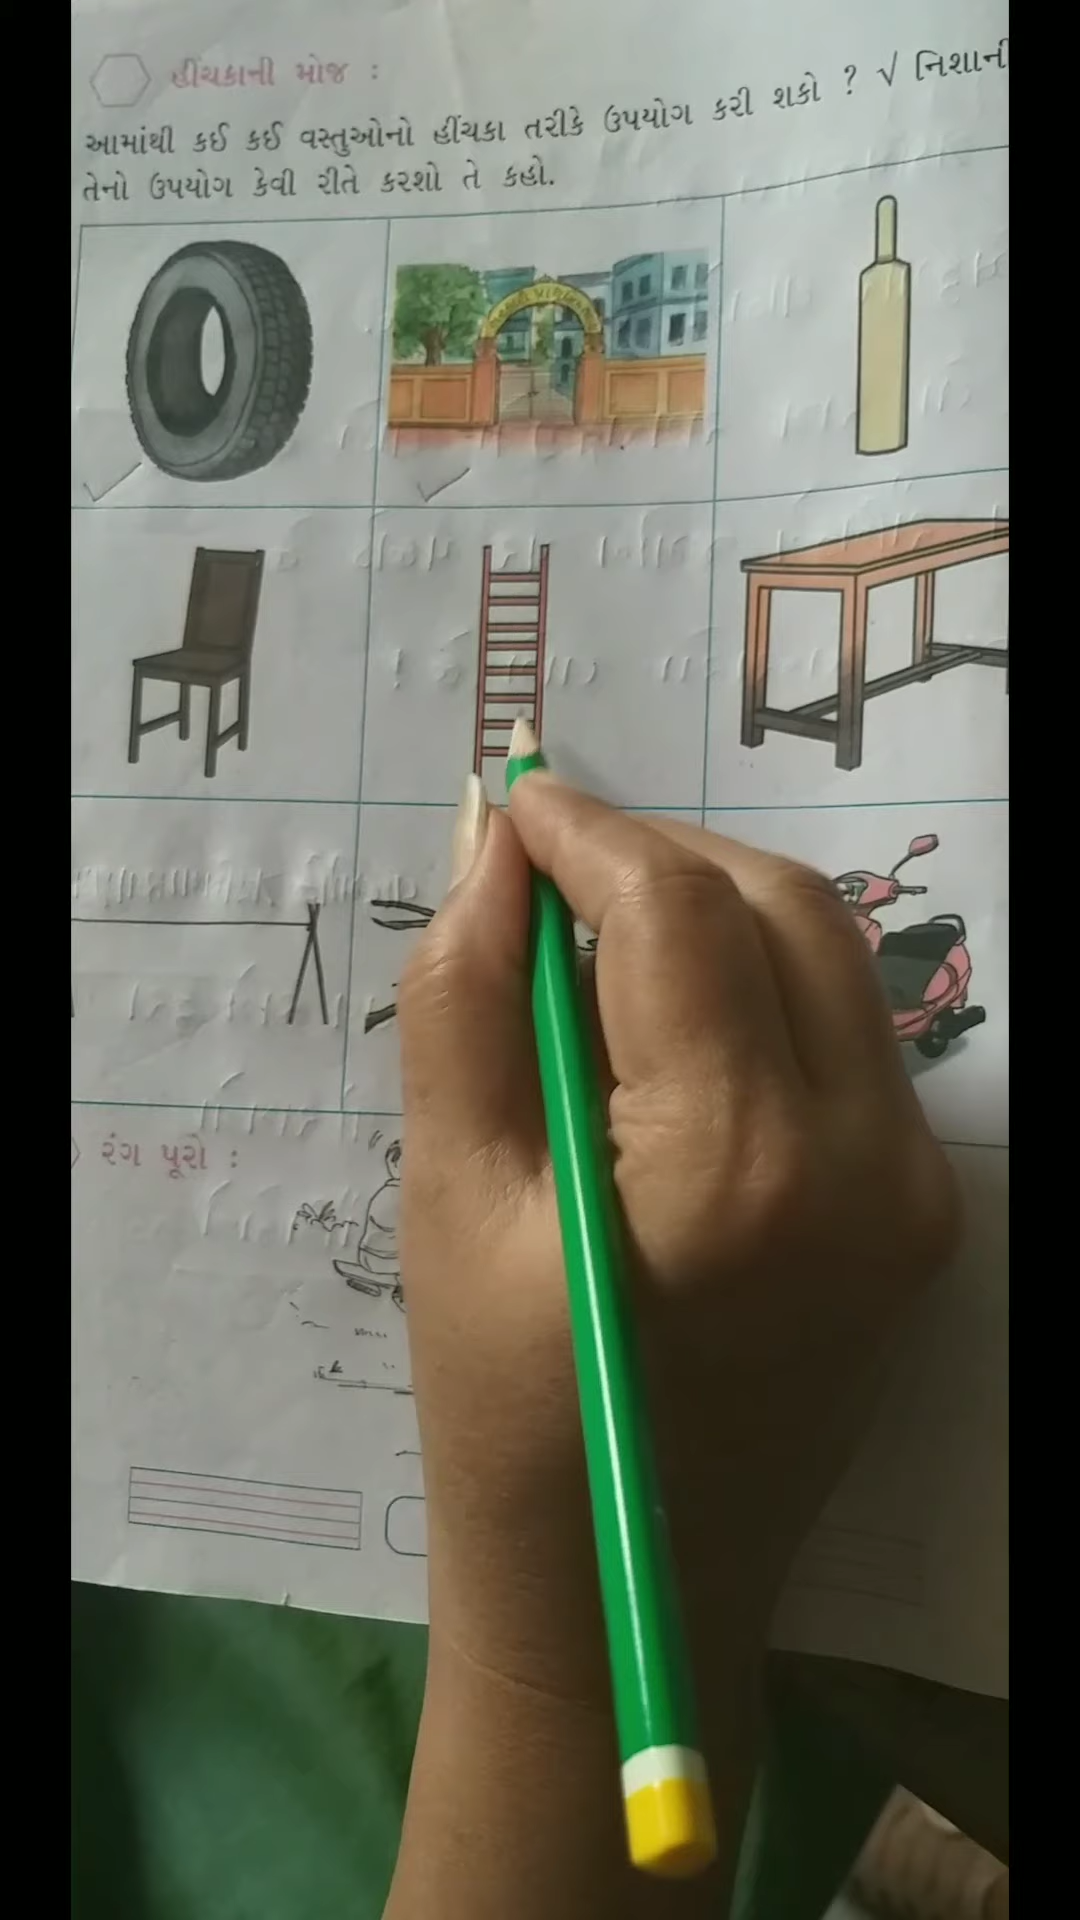 હીંચકાની મોજ :
આમાંથી કઈ કઈ વસ્તુઓનો હીંચકા તરીકે ઉપયોગ કરી શકો ? √ નિશાની
તેનો ઉપયોગ કેવી રીતે કરશો તે કહો.
રંગ પૂરો :